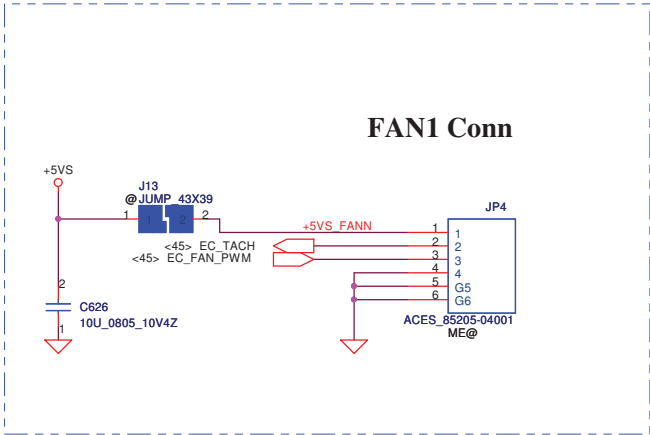 FAN1 Conn
+5VS
J13
@ JUMP_43X39
1 1 2 2
+5VS_FANN
<45> EC_TACH
<45> EC_FAN_PWM
JP4
1 1
2 2
3 3
4 4
5 G5
6 G6
ACES_85205-04001
ME@
2
C626
10U_0805_10V4Z
1